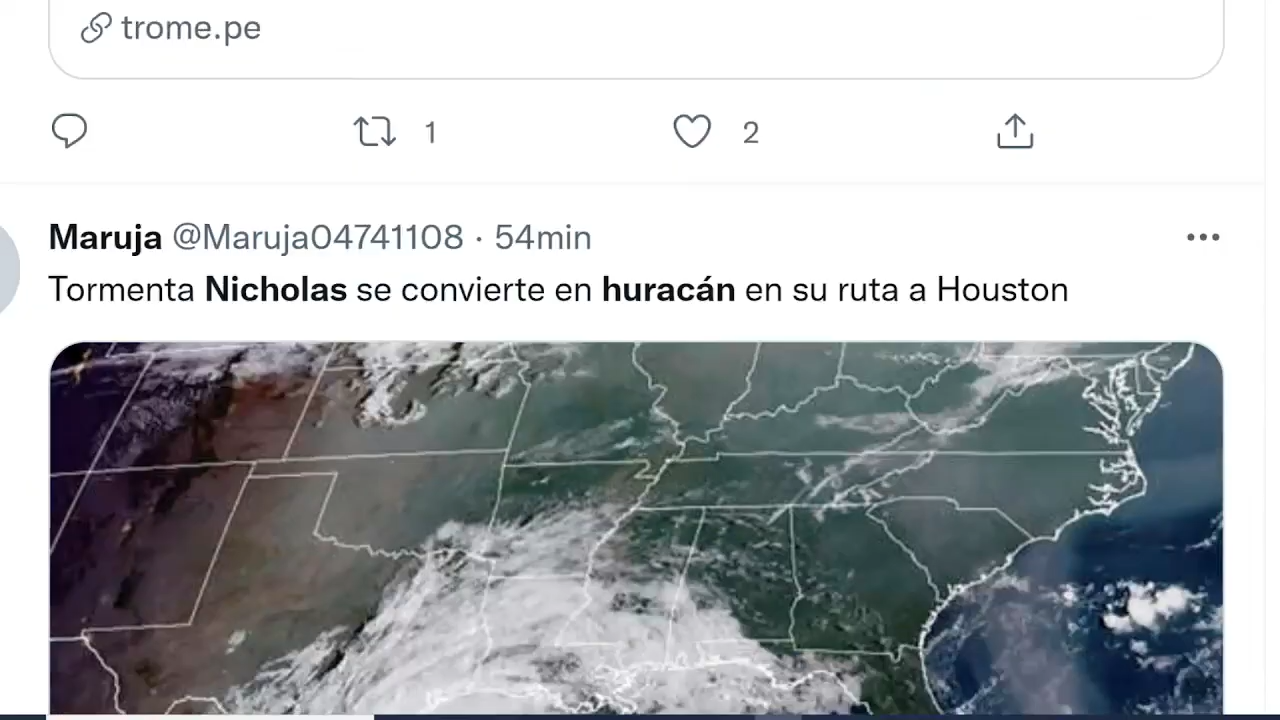 trome.pe
1 2
Maruja @Maruja04741108 · 54min
Tormenta Nicholas se convierte en huracán en su ruta a Houston